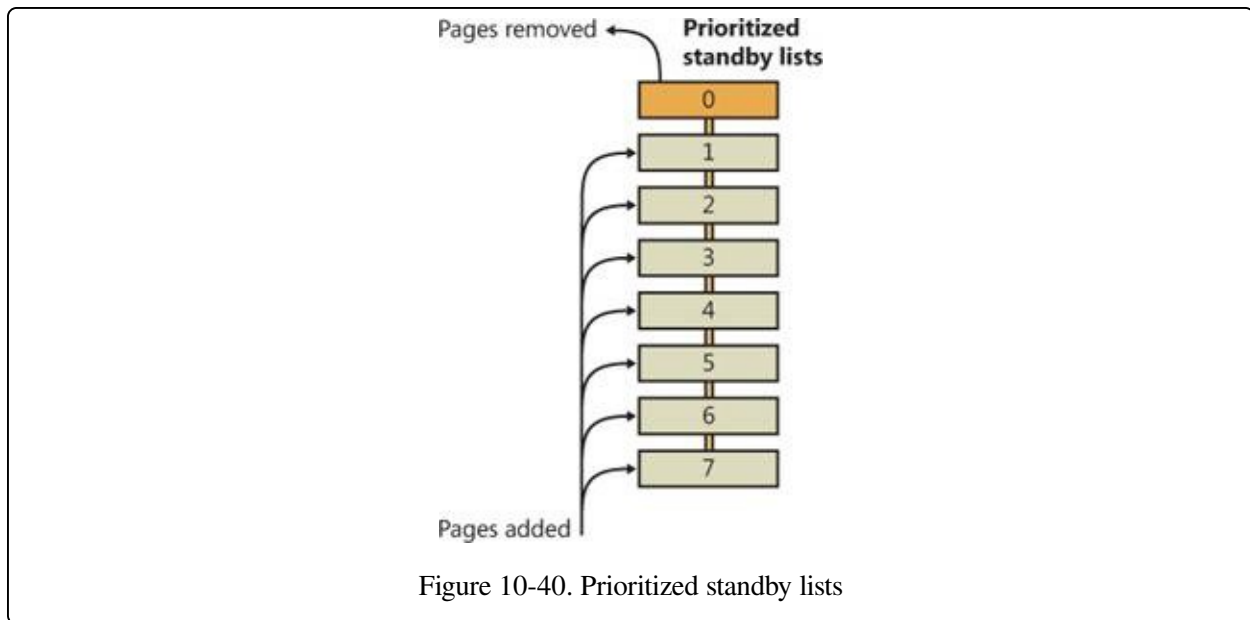 Pages removed
Prioritized
standby lists
0
1
2
3
4
5
6
7
Pages added
Figure 10-40. Prioritized standby lists